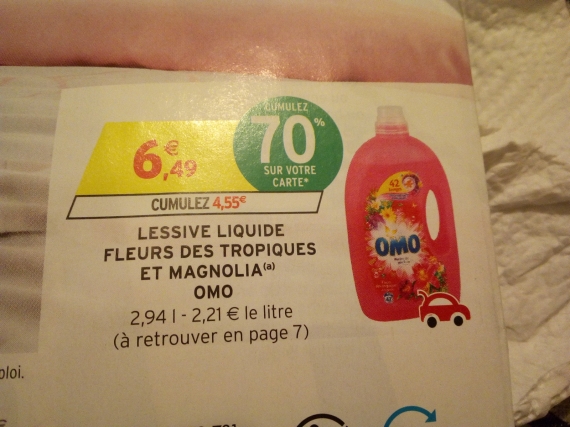 CUMULEZ
70%
SUR VOTRE
CARTE*
6€,49
CUMULEZ 4,55€
LESSIVE LIQUIDE
FLEURS DES TROPIQUES
ET MAGNOLIA(a)
OMO
2,94 l - 2,21 € le litre
(à retrouver en page 7)
42
OMO
ploi.